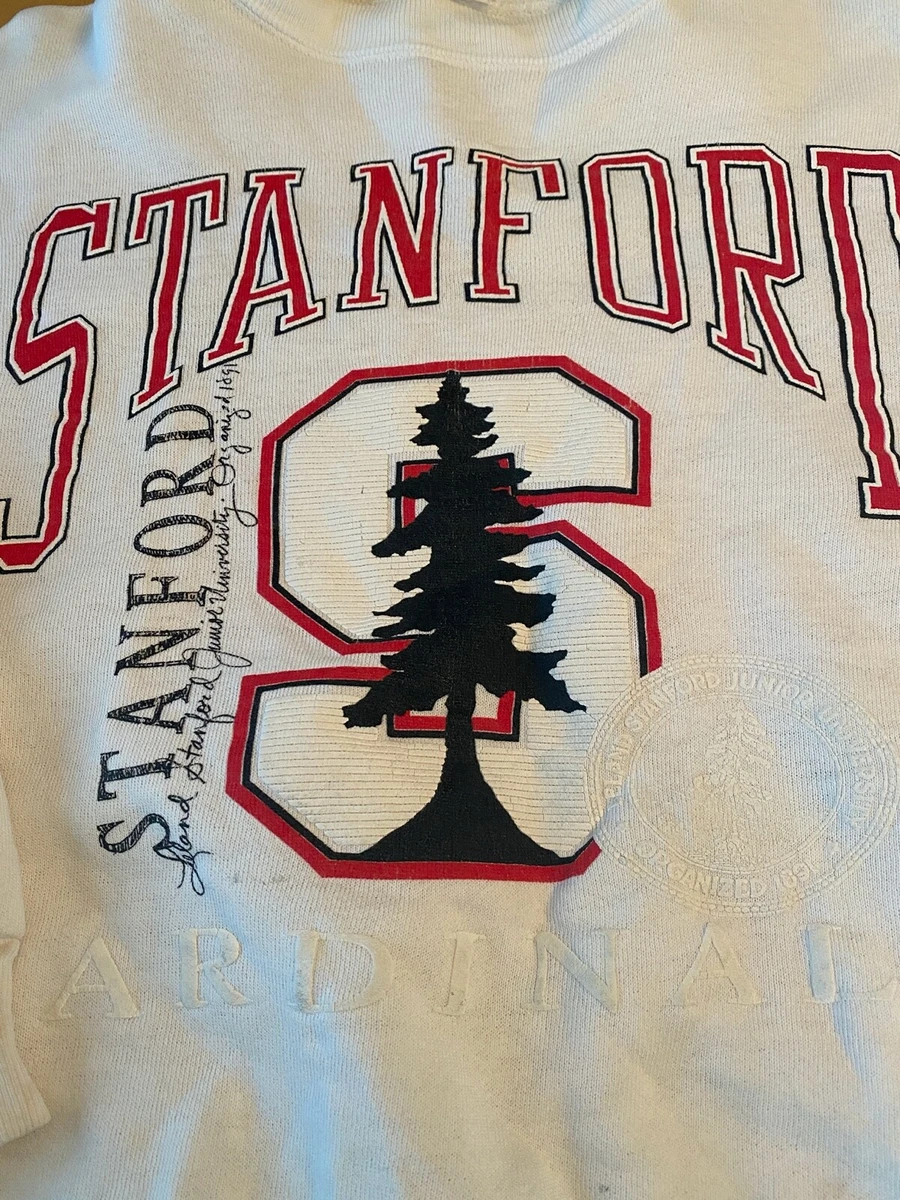 STANFORD
STANFORD
Leland Stanford Junior University. Organized 1891
S
LELAND STANFORD JUNIOR UNIVERSITY
ORGANIZED 1891
ARDINAL